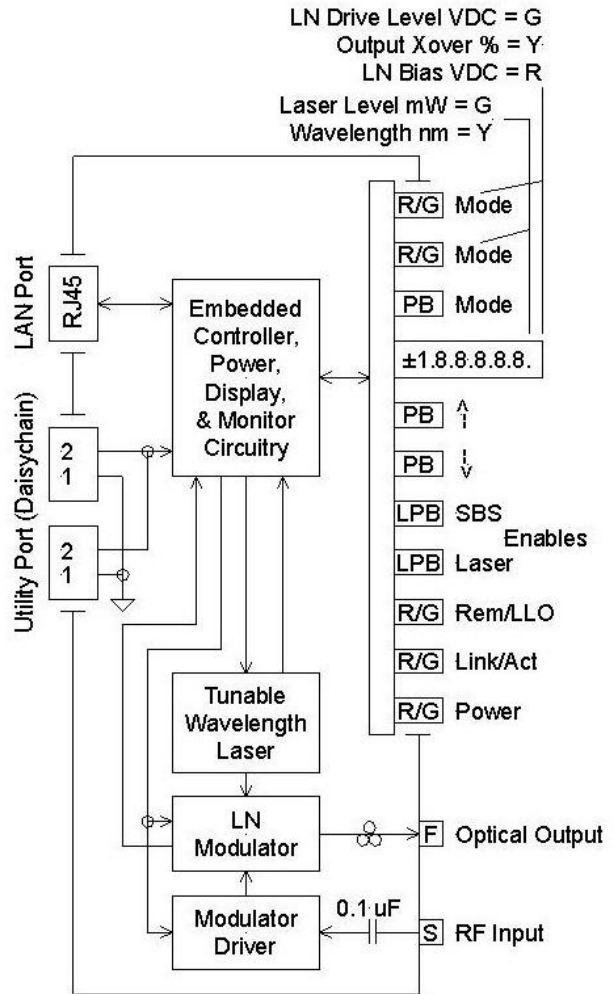 LN Drive Level VDC = G
Output Xover % = Y
LN Bias VDC = R
Laser Level mW = G
Wavelength nm = Y
R/G Mode
R/G Mode
PB Mode
±1.8.8.8.8.8.
PB
PB
LPB SBS
Enables
LPB Laser
R/G Rem/LLO
R/G Link/Act
R/G Power
LAN Port
RJ45
Embedded
Controller,
Power,
Display,
& Monitor
Circuitry
Utility Port (Daisychain)
2
1
2
1
Tunable
Wavelength
Laser
LN
Modulator
F Optical Output
Modulator
Driver
0.1 uF
S RF Input